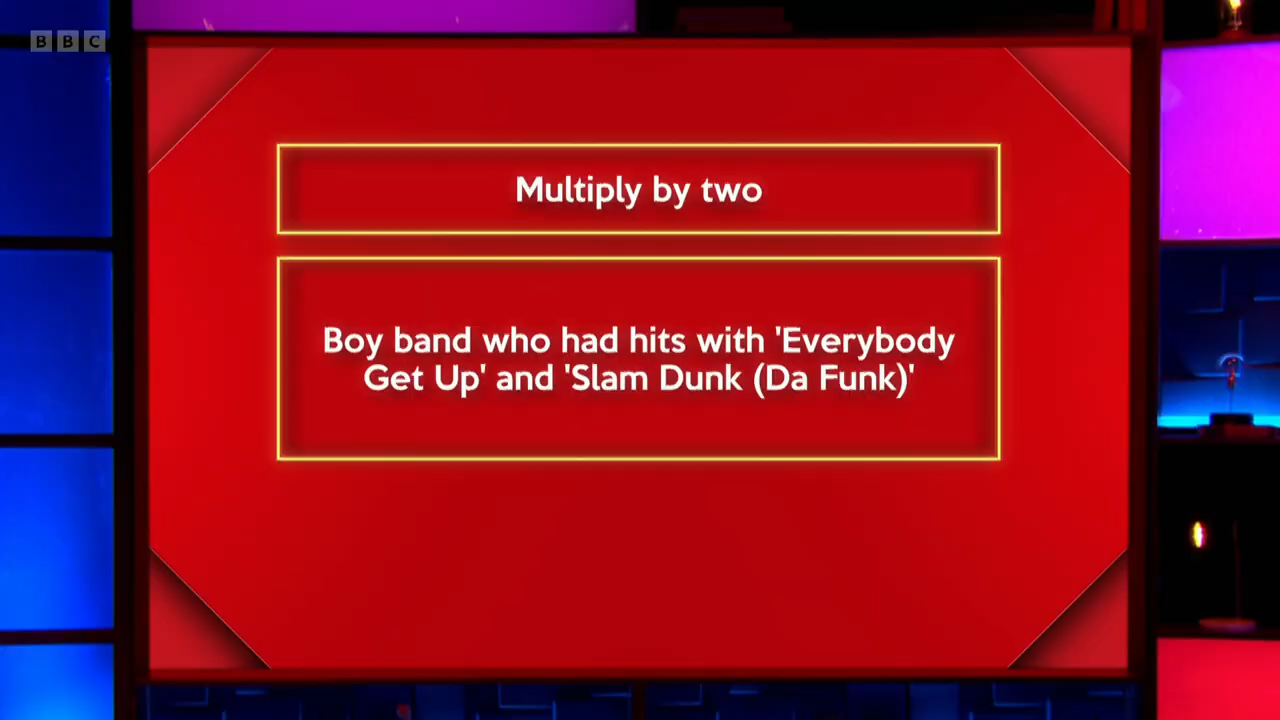 BBC
Multiply by two
Boy band who had hits with 'Everybody
Get Up' and 'Slam Dunk (Da Funk)'